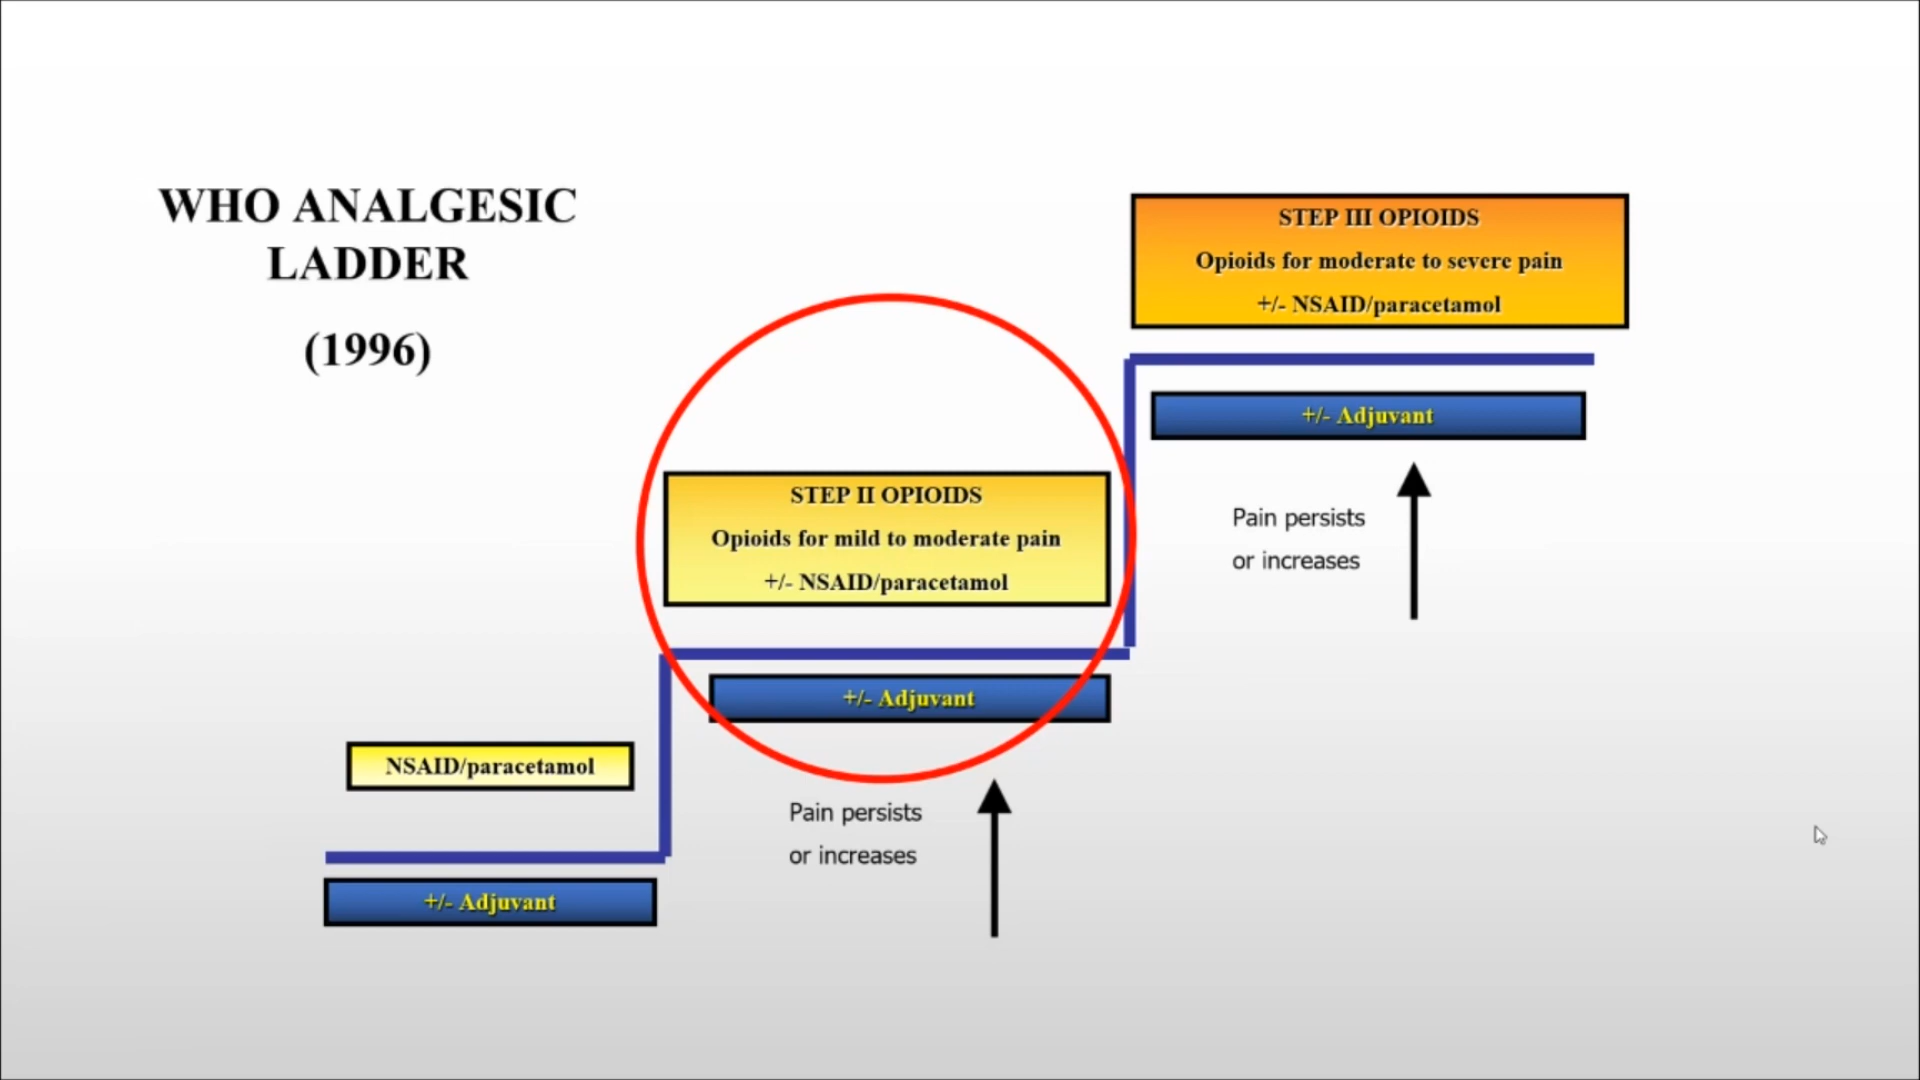 WHO ANALGESIC
LADDER
(1996)
STEP III OPIOIDS
Opioids for moderate to severe pain
+/- NSAID/paracetamol
+/- Adjuvant
Pain persists
or increases
STEP II OPIOIDS
Opioids for mild to moderate pain
+/- NSAID/paracetamol
+/- Adjuvant
Pain persists
or increases
NSAID/paracetamol
+/- Adjuvant